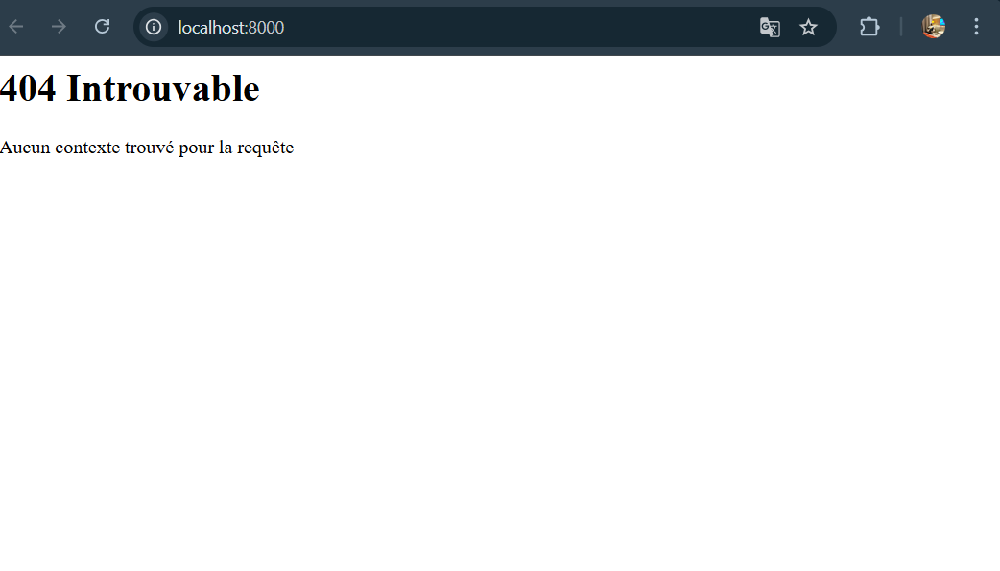 localhost:8000
404 Introuvable
Aucun contexte trouvé pour la requête